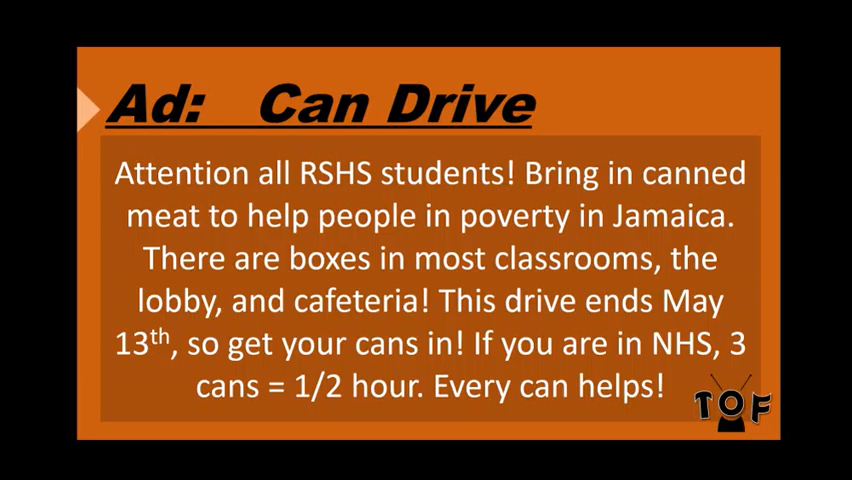 Ad: Can Drive
Attention all RSHS students! Bring in canned
meat to help people in poverty in Jamaica.
There are boxes in most classrooms, the
lobby, and cafeteria! This drive ends May
13th, so get your cans in! If you are in NHS, 3
cans = 1/2 hour. Every can helps!
TOF